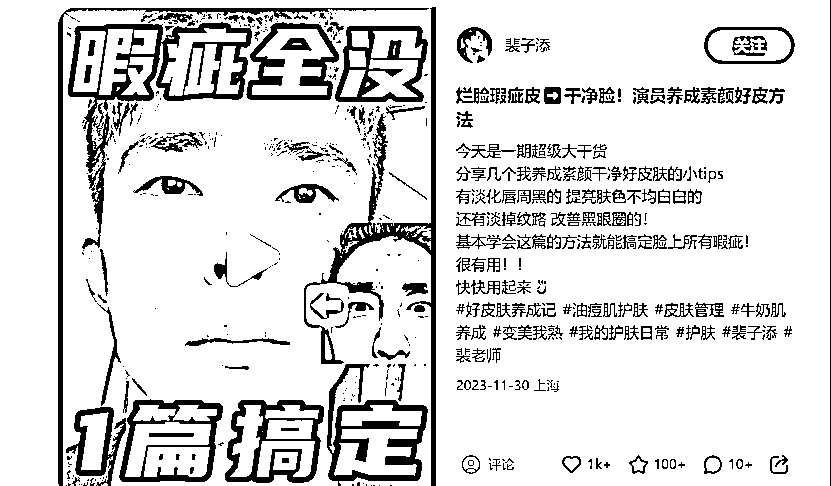 瑕疵全没
1篇搞定
裴子添
关注
烂脸瑕疵皮➡干净脸！演员养成素颜好皮方
法
今天是一期超级大干货
分享几个我养成素颜干净好皮肤的小tips
有淡化唇周黑的 提亮肤色不均白白的
还有淡掉纹路 改善黑眼圈的！
基本学会这篇的方法就能搞定脸上所有瑕疵！
很有用！！
快快用起来
#好皮肤养成记 #油痘肌护肤 #皮肤管理 #牛奶肌
养成 #变美我熟 #我的护肤日常 #护肤 #裴子添 #
裴老师
2023-11-30 上海
评论 1k+ 100+ 10+